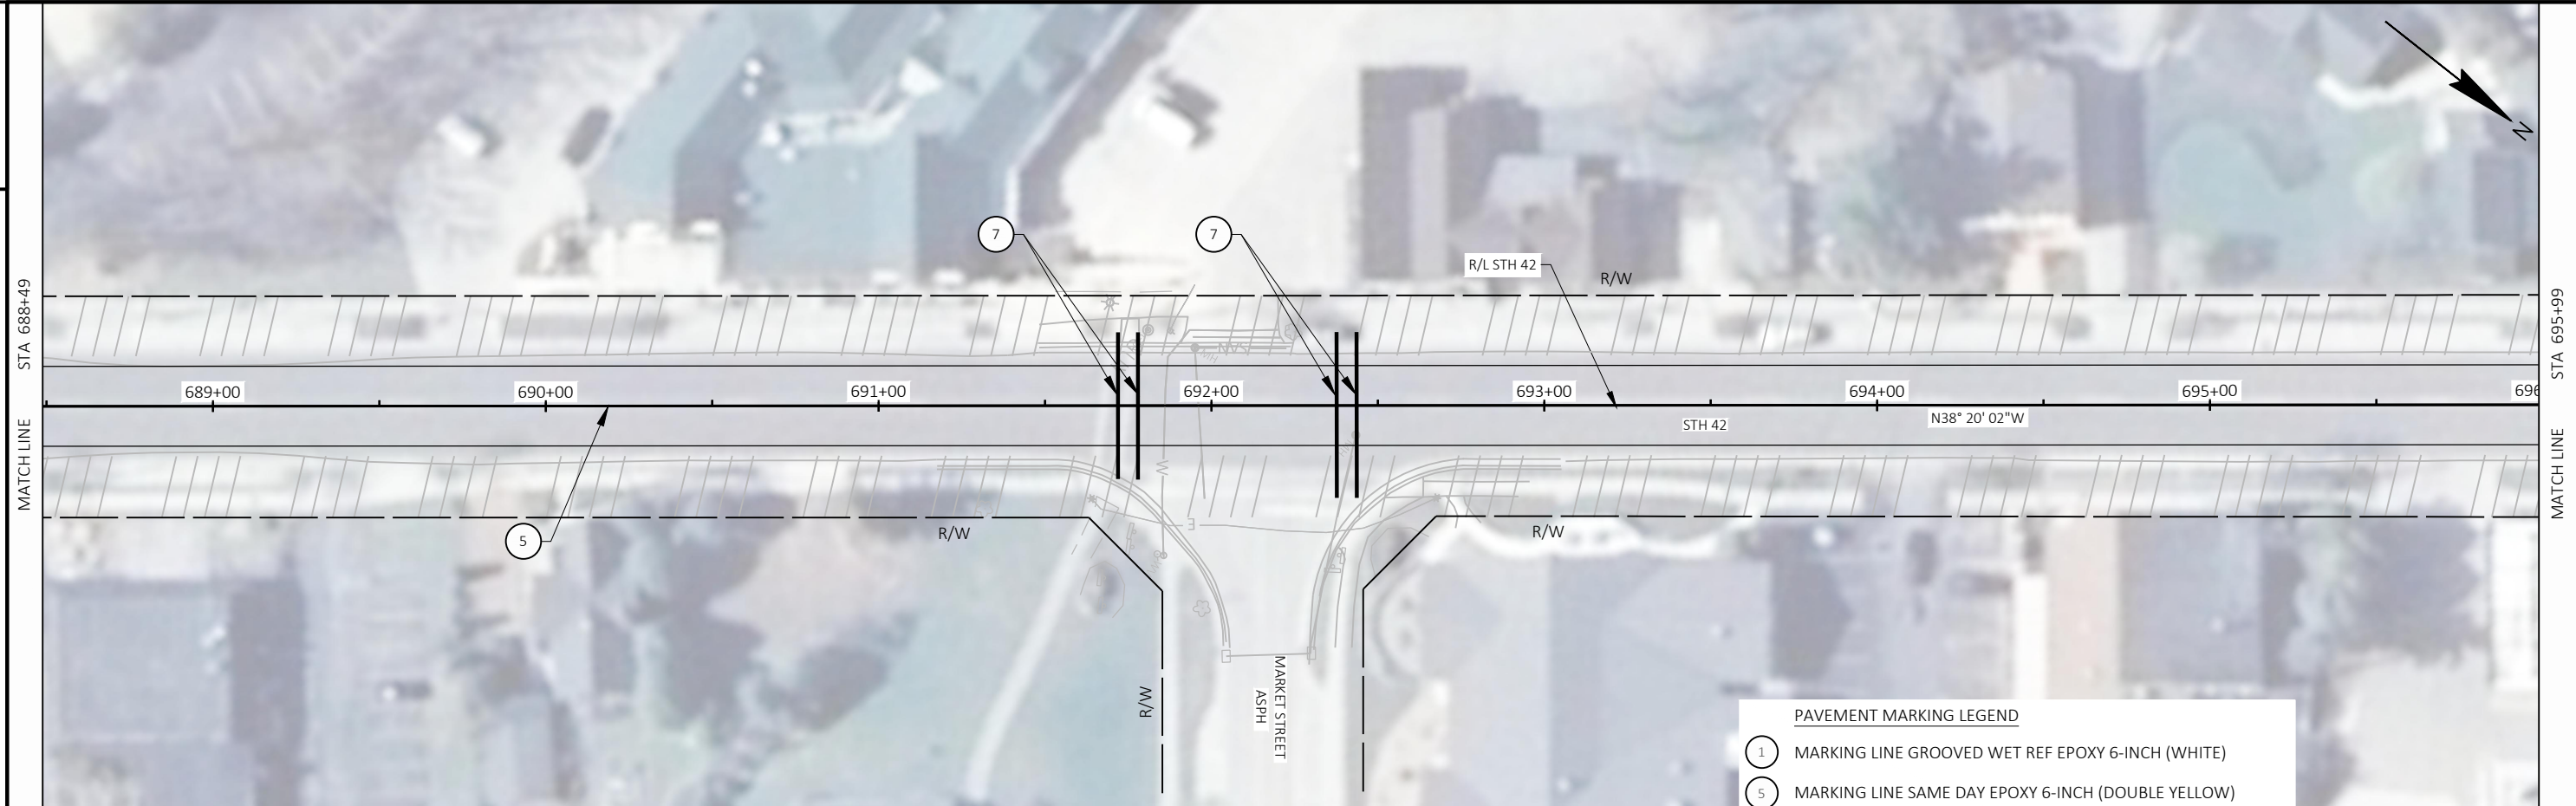 N
7
7
R/L STH 42
R/W
STA 688+49
STA 695+99
689+00
690+00
691+00
692+00
693+00
694+00
695+00
696
N38° 20' 02"W
STH 42
MATCH LINE
MATCH LINE
W
E
5
R/W
R/W
R/W
MARKET STREET
ASPH
PAVEMENT MARKING LEGEND
1 MARKING LINE GROOVED WET REF EPOXY 6-INCH (WHITE)
5 MARKING LINE SAME DAY EPOXY 6-INCH (DOUBLE YELLOW)